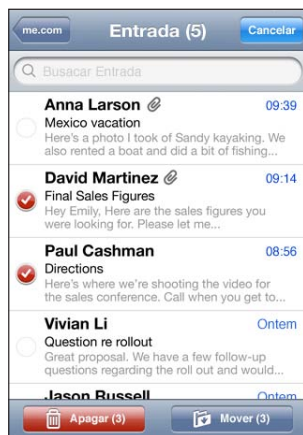 me.com
Entrada (5)
Cancelar
Busacar Entrada
Anna Larson
09:39
Mexico vacation
Here's a photo I took of Sandy kayaking. We
also rented a boat and did a bit of fishing...
David Martinez
09:14
Final Sales Figures
Hey Emily, Here are the sales figures you
were looking for. Please let me...
Paul Cashman
08:56
Directions
Here's where we're shooting the video for
the sales conference. Call when you get to...
Vivian Li
Ontem
Question re rollout
Great proposal. We have a few follow-up
questions regarding the roll out and would...
Jason Russell
Ontem
Apagar (3)
Mover (3)